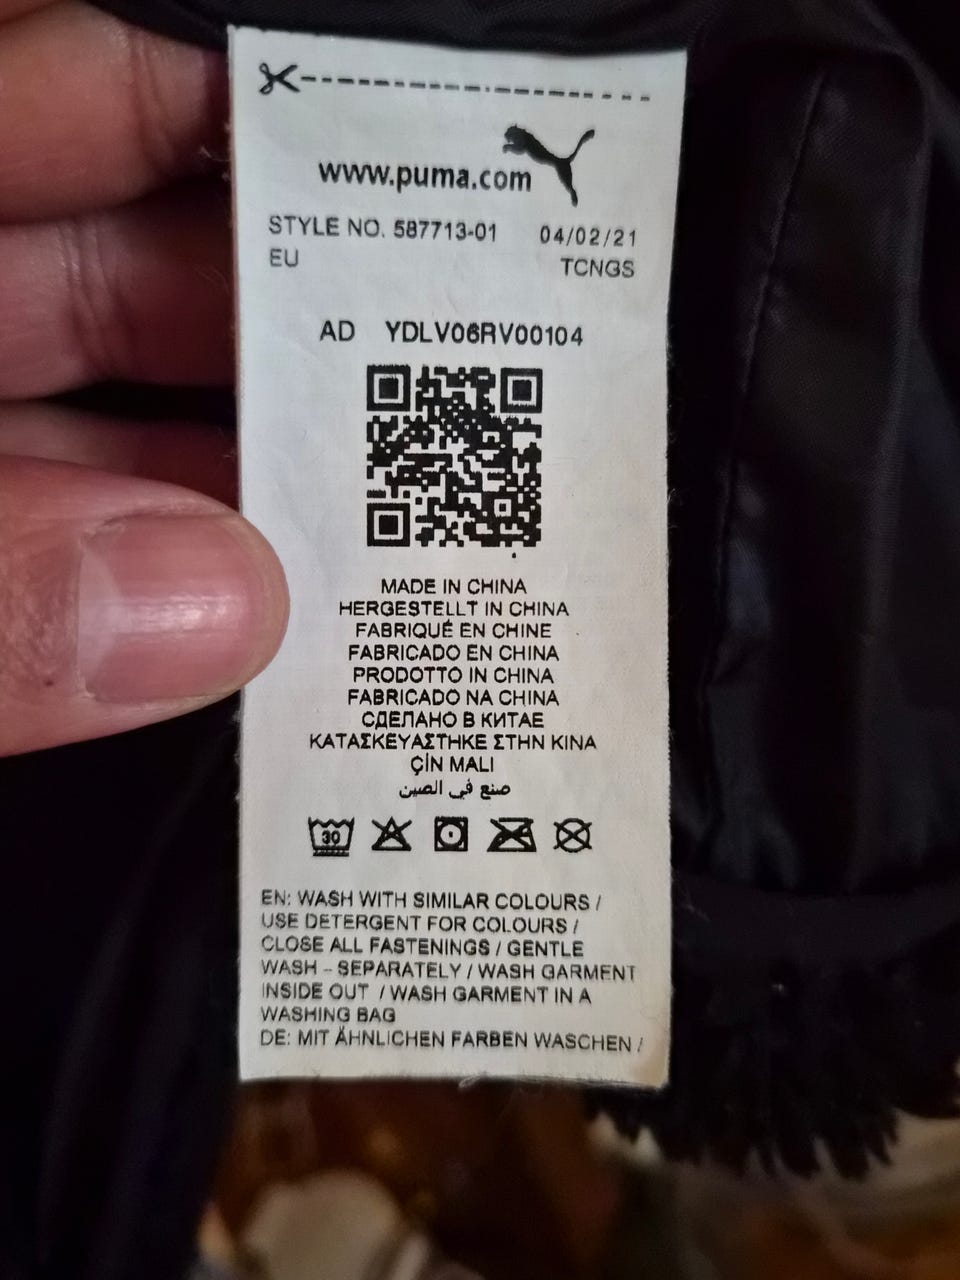 www.puma.com
STYLE NO. 587713-01 04/02/21
EU TCNGS
AD YDLV06RV00104
MADE IN CHINA
HERGESTELLT IN CHINA
FABRIQUÉ EN CHINE
FABRICADO EN CHINA
PRODOTTO IN CHINA
FABRICADO NA CHINA
СДЕЛАНО В КИТАЕ
ΚΑΤΑΣΚΕΥΑΣΤΗΚΕ ΣΤΗΝ ΚΙΝΑ
ÇİN MALI
صنع في الصين
30
EN: WASH WITH SIMILAR COLOURS /
USE DETERGENT FOR COLOURS /
CLOSE ALL FASTENINGS / GENTLE
WASH – SEPARATELY / WASH GARMENT
INSIDE OUT / WASH GARMENT IN A
WASHING BAG
DE: MIT ÄHNLICHEN FARBEN WASCHEN /